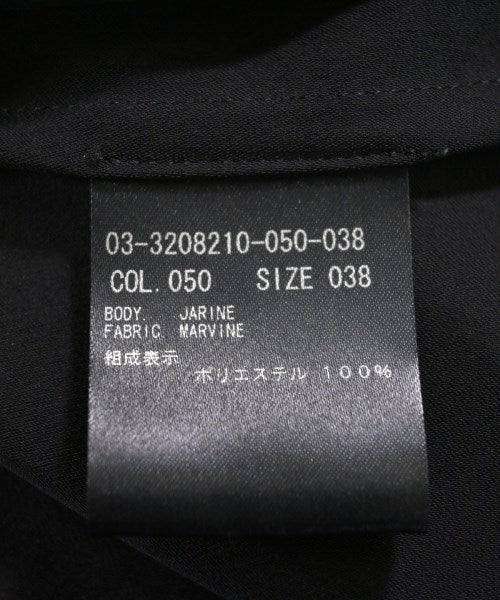 03-3208210-050-038
COL.050 SIZE 038
BODY. JARINE
FABRIC MARVINE
組成表示
ポリエステル 100%